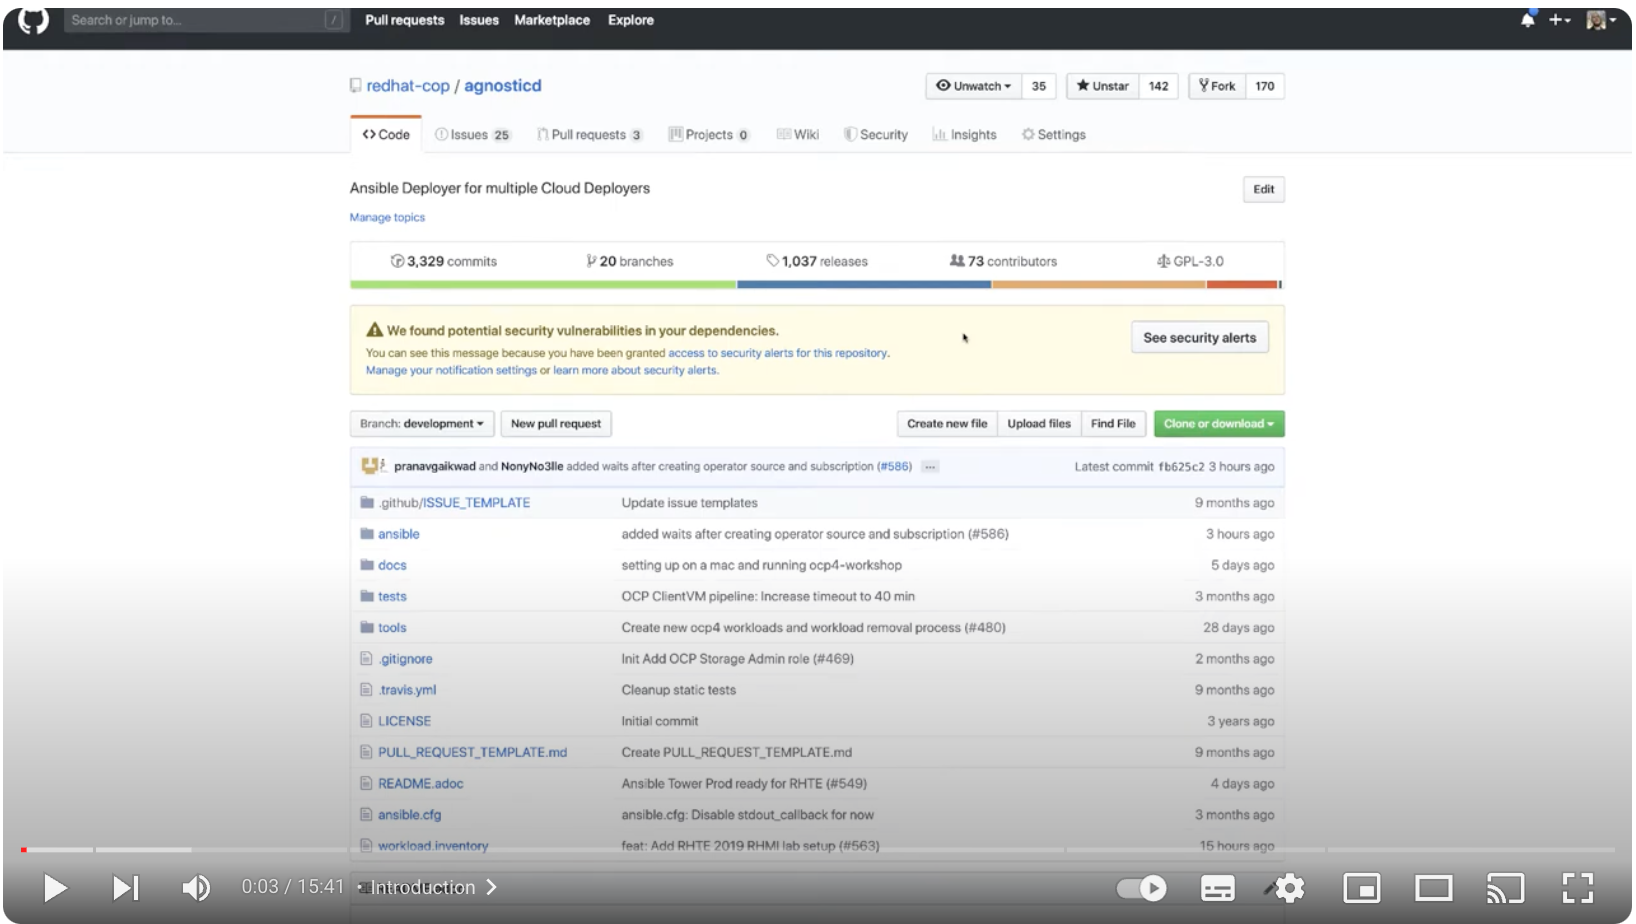 Search or jump to... / Pull requests Issues Marketplace Explore
redhat-cop / agnosticd Unwatch 35 Unstar 142 Fork 170
Code Issues 25 Pull requests 3 Projects 0 Wiki Security Insights Settings
Ansible Deployer for multiple Cloud Deployers Edit
Manage topics
3,329 commits 20 branches 1,037 releases 73 contributors GPL-3.0
We found potential security vulnerabilities in your dependencies.
See security alerts
You can see this message because you have been granted access to security alerts for this repository.
Manage your notification settings or learn more about security alerts.
Branch: development New pull request Create new file Upload files Find File Clone or download
pranavgaikwad and NonyNo3lle added waits after creating operator source and subscription (#586) ... Latest commit fb625c2 3 hours ago
.github/ISSUE_TEMPLATE Update issue templates 9 months ago
ansible added waits after creating operator source and subscription (#586) 3 hours ago
docs setting up on a mac and running ocp4-workshop 5 days ago
tests OCP ClientVM pipeline: Increase timeout to 40 min 3 months ago
tools Create new ocp4 workloads and workload removal process (#480) 28 days ago
.gitignore Init Add OCP Storage Admin role (#469) 2 months ago
.travis.yml Cleanup static tests 9 months ago
LICENSE Initial commit 3 years ago
PULL_REQUEST_TEMPLATE.md Create PULL_REQUEST_TEMPLATE.md 9 months ago
README.adoc Ansible Tower Prod ready for RHTE (#549) 4 days ago
ansible.cfg ansible.cfg: Disable stdout_callback for now 3 months ago
workload.inventory feat: Add RHTE 2019 RHMI lab setup (#563) 15 hours ago
0:03 / 15:41 • Introduction